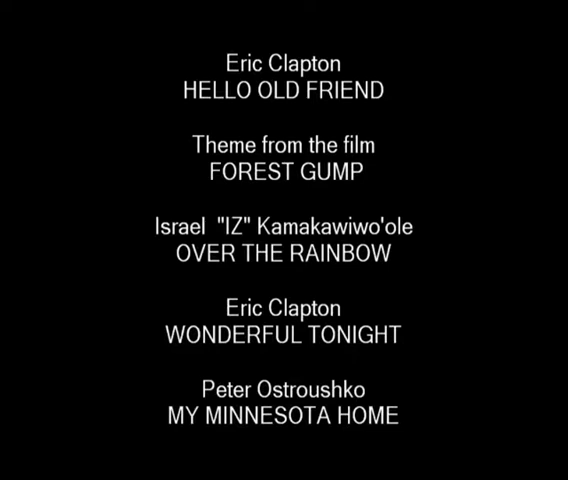 Eric Clapton
HELLO OLD FRIEND
Theme from the film
FOREST GUMP
Israel "IZ" Kamakawiwo'ole
OVER THE RAINBOW
Eric Clapton
WONDERFUL TONIGHT
Peter Ostroushko
MY MINNESOTA HOME